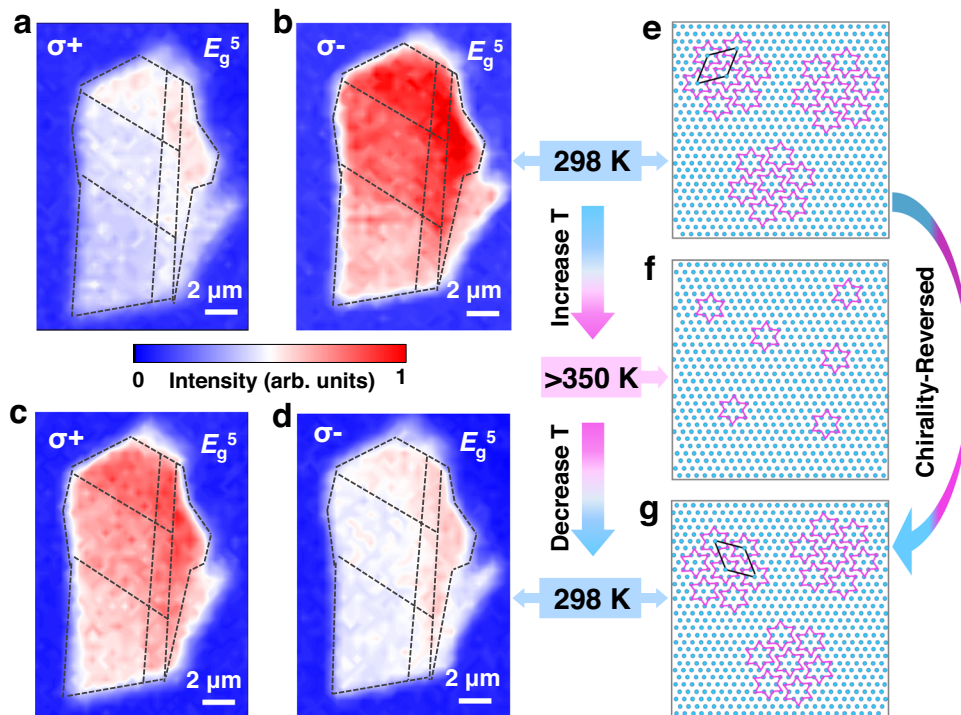 a
σ+
Eg⁵
2 μm
b
σ-
Eg⁵
2 μm
0
Intensity (arb. units)
1
c
σ+
Eg⁵
2 μm
d
σ-
Eg⁵
2 μm
298 K
Increase T
>350 K
Decrease T
298 K
e
f
g
Chirality-Reversed